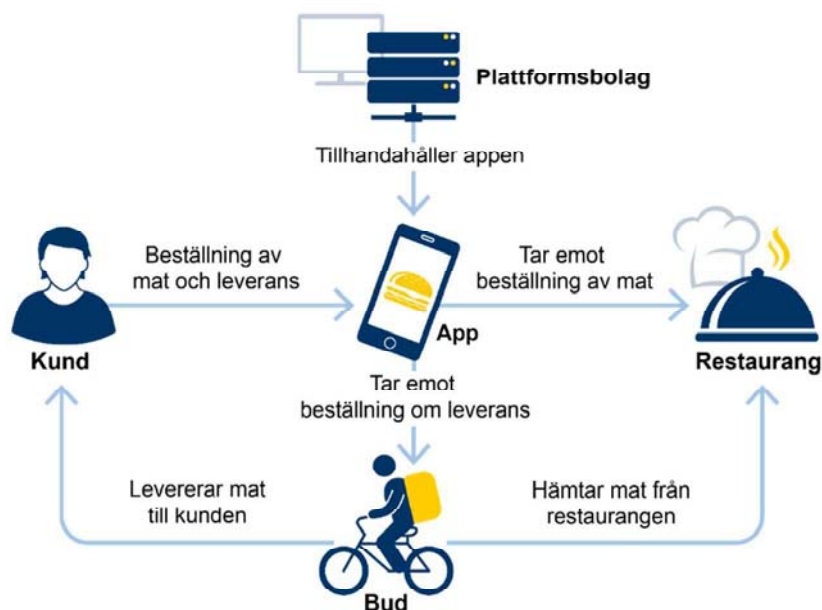 Plattformsbolag
Tillhandahåller appen
Beställning av
mat och leverans
Tar emot
beställning av mat
App
Kund
Restaurang
Tar emot
beställning om leverans
Levererar mat
till kunden
Hämtar mat från
restaurangen
Bud